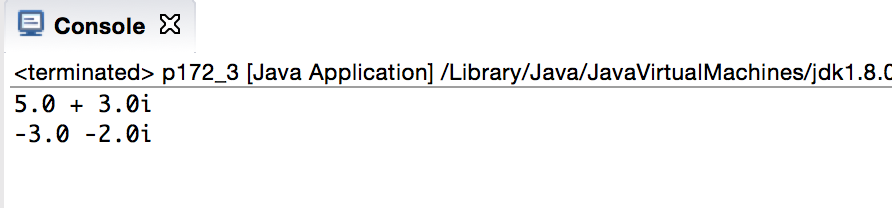 Console
<terminated> p172_3 [Java Application] /Library/Java/JavaVirtualMachines/jdk1.8.0
5.0 + 3.0i
-3.0 -2.0i